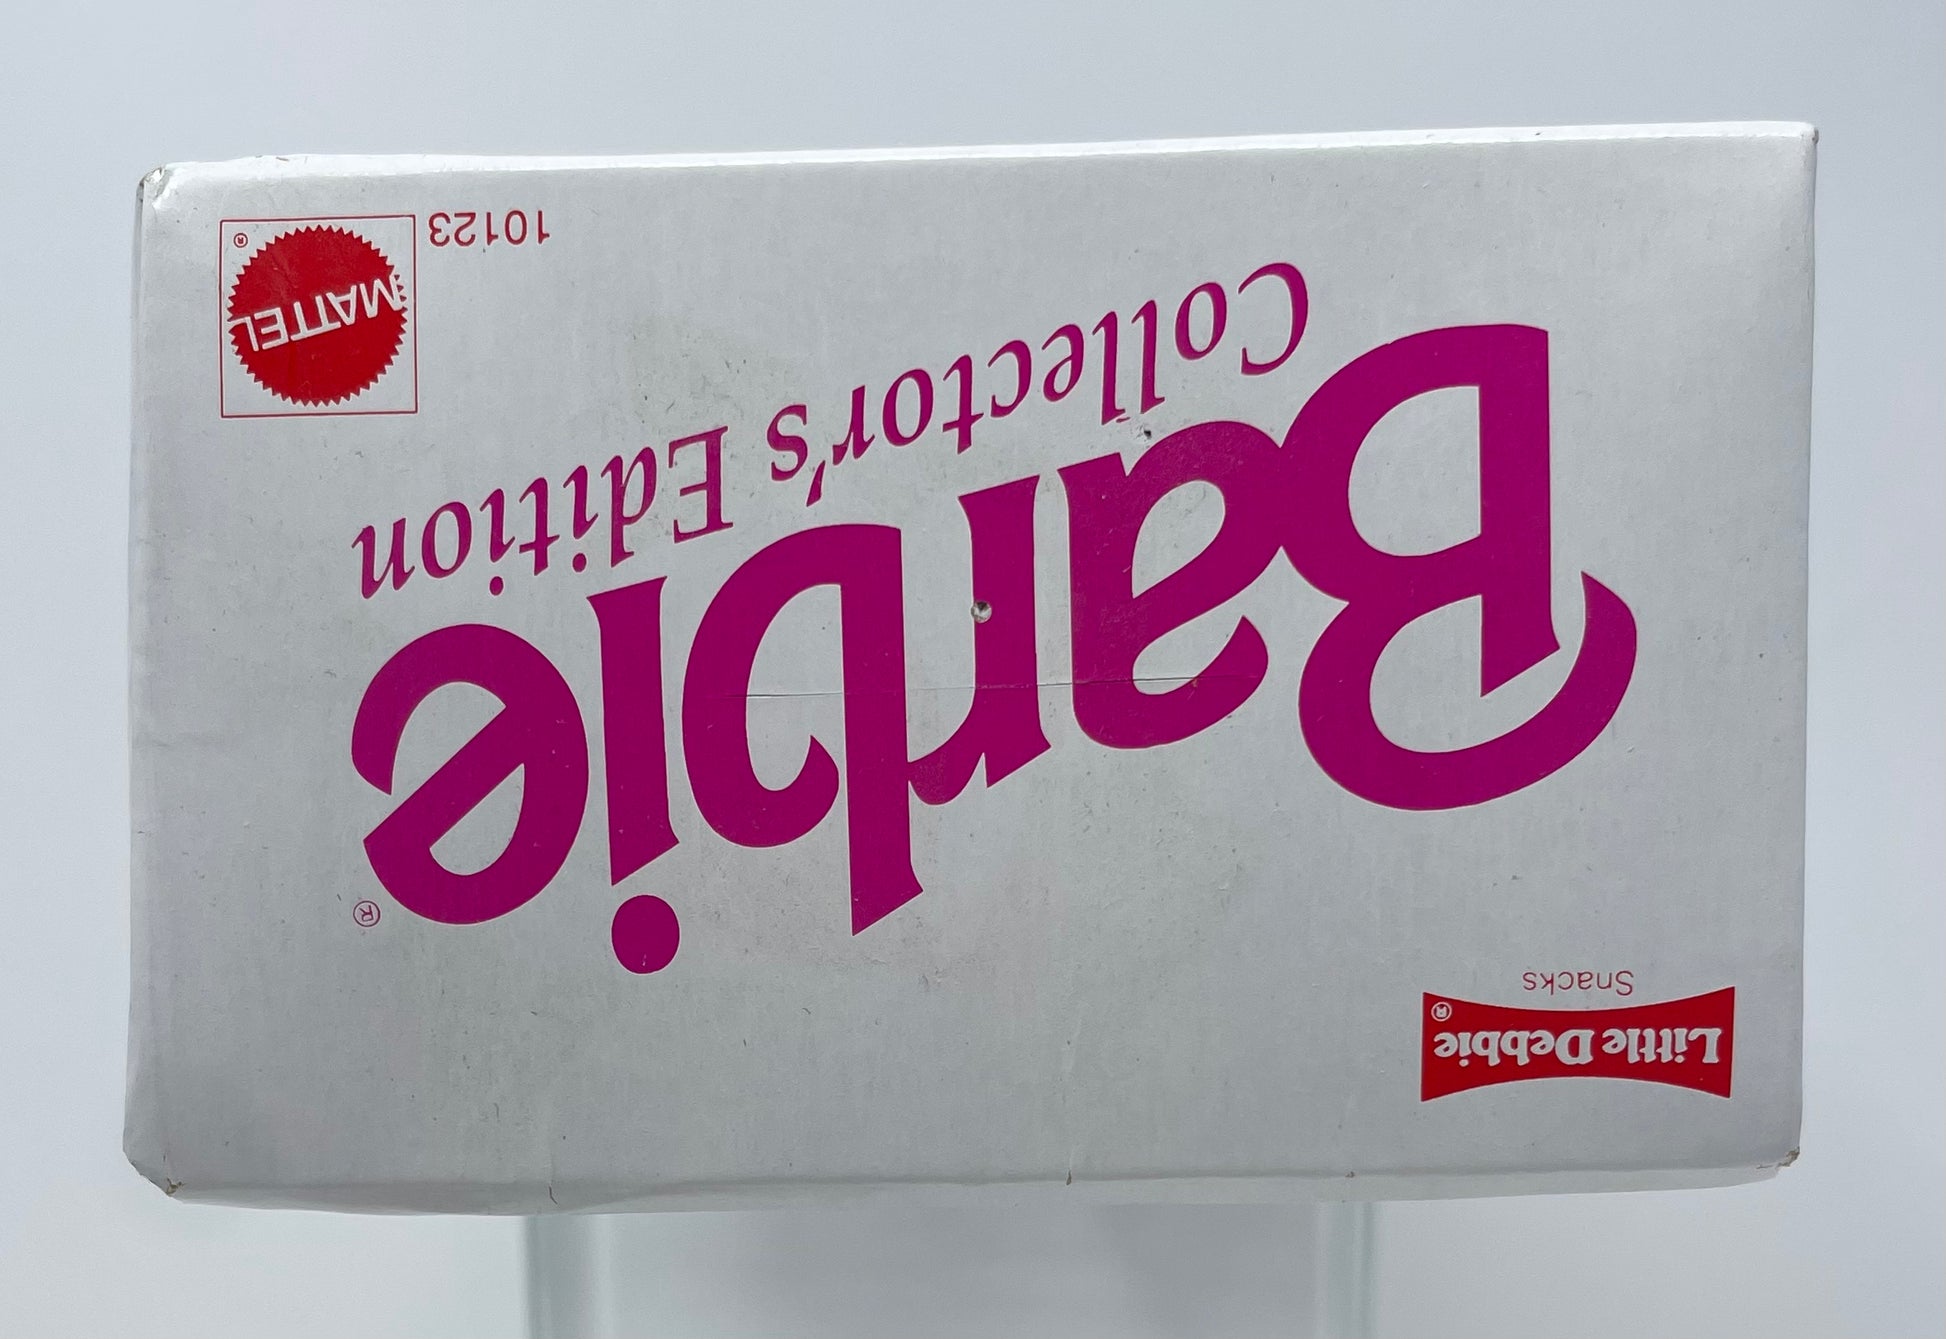 Little Debbie®
Snacks
Barbie®
Collector's Edition
10123
MATTEL
®